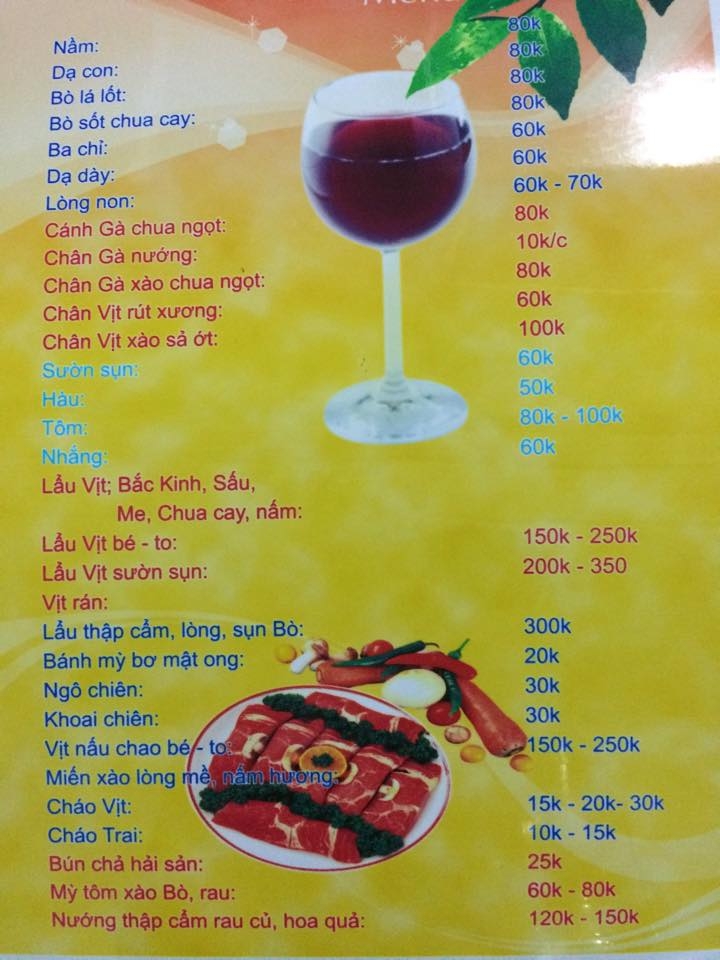 Nầm: 80k
Dạ con: 80k
Bò lá lốt: 80k
Bò sốt chua cay: 80k
Ba chỉ: 60k
Dạ dày: 60k
Lòng non: 60k - 70k
Cánh Gà chua ngọt: 80k
Chân Gà nướng: 10k/c
Chân Gà xào chua ngọt: 80k
Chân Vịt rút xương: 60k
Chân Vịt xào sả ớt: 100k
Sườn sụn: 60k
Hàu: 50k
Tôm: 80k - 100k
Nhắng: 60k
Lẩu Vịt; Bắc Kinh, Sấu,
Me, Chua cay, nấm:
Lẩu Vịt bé - to: 150k - 250k
Lẩu Vịt sườn sụn: 200k - 350
Vịt rán:
Lẩu thập cẩm, lòng, sụn Bò: 300k
Bánh mỳ bơ mật ong: 20k
Ngô chiên: 30k
Khoai chiên: 30k
Vịt nấu chao bé - to: 150k - 250k
Miến xào lòng mề, nấm hương:
Cháo Vịt: 15k - 20k- 30k
Cháo Trai: 10k - 15k
Bún chả hải sản: 25k
Mỳ tôm xào Bò, rau: 60k - 80k
Nướng thập cẩm rau củ, hoa quả: 120k - 150k